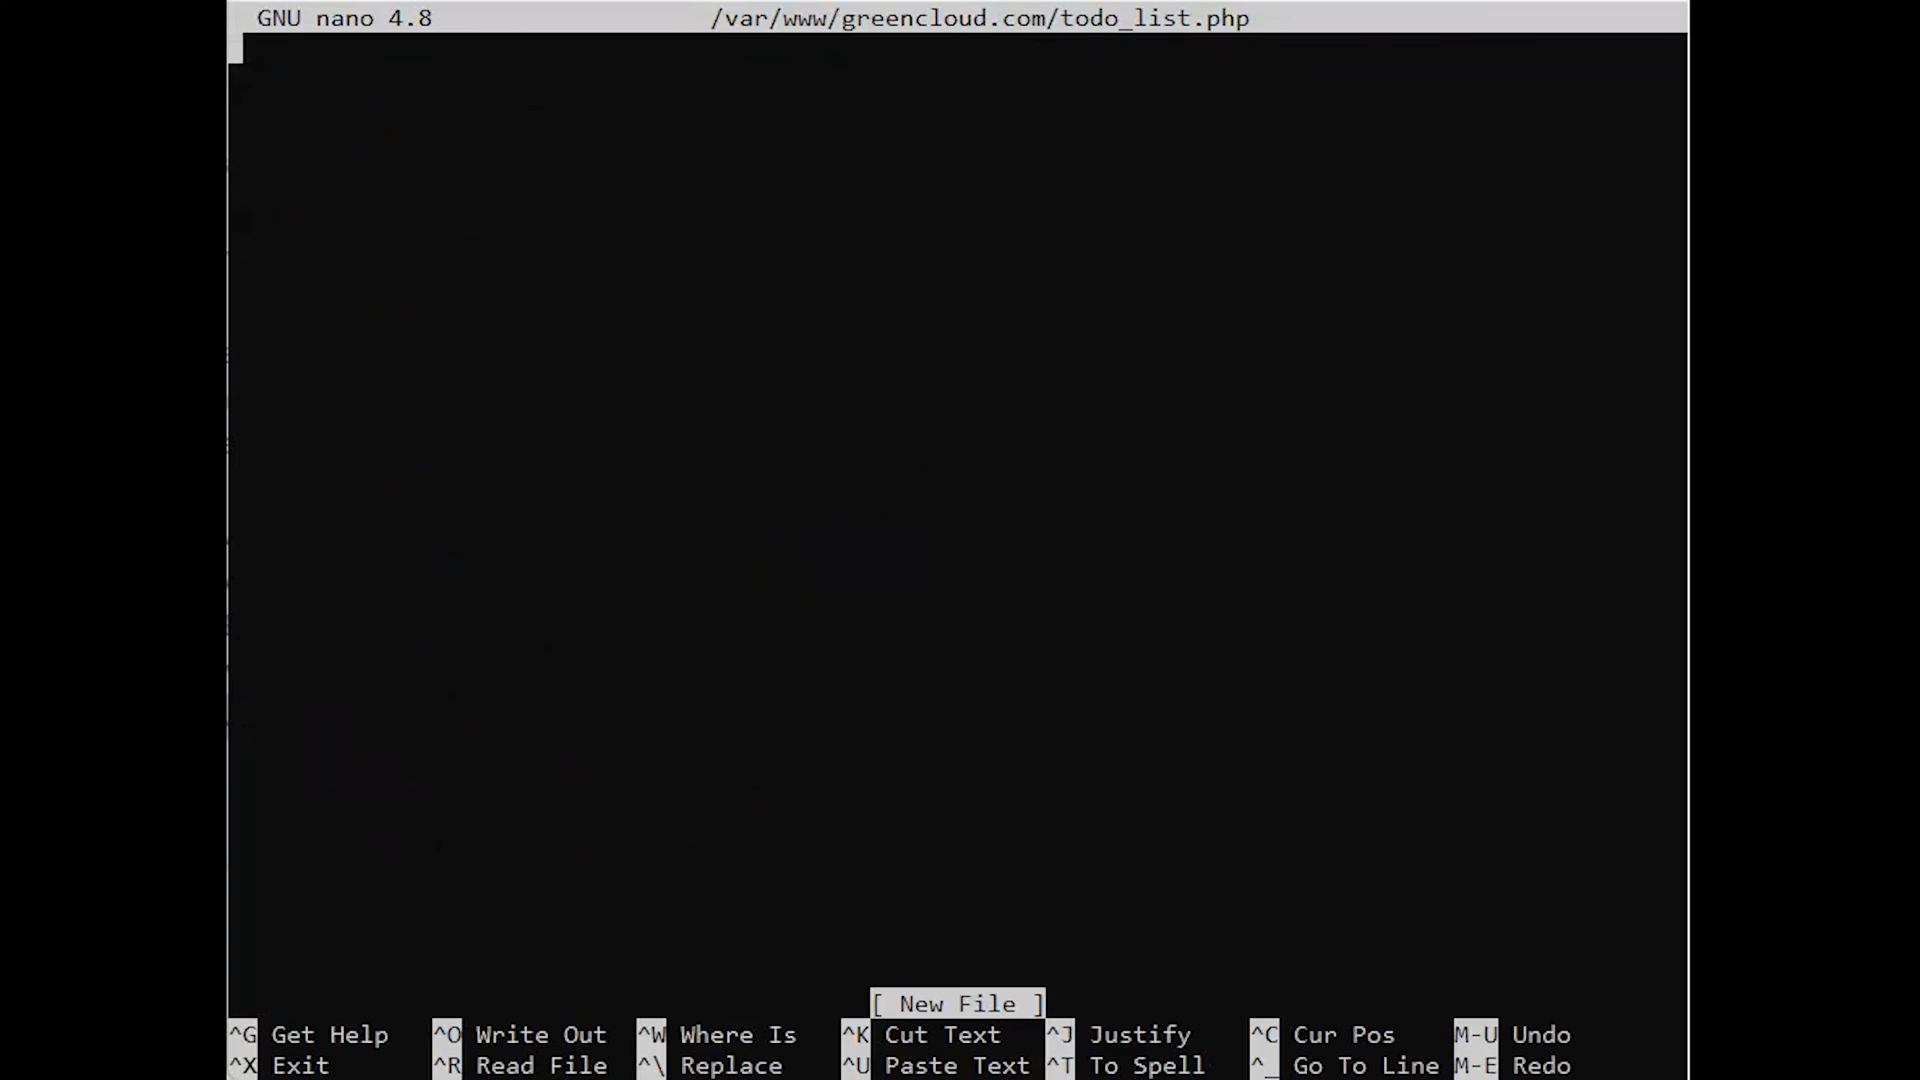 GNU nano 4.8 /var/www/greencloud.com/todo_list.php
[ New File ]
^G Get Help ^O Write Out ^W Where Is ^K Cut Text ^J Justify ^C Cur Pos M-U Undo
^X Exit ^R Read File ^\ Replace ^U Paste Text ^T To Spell ^_ Go To Line M-E Redo